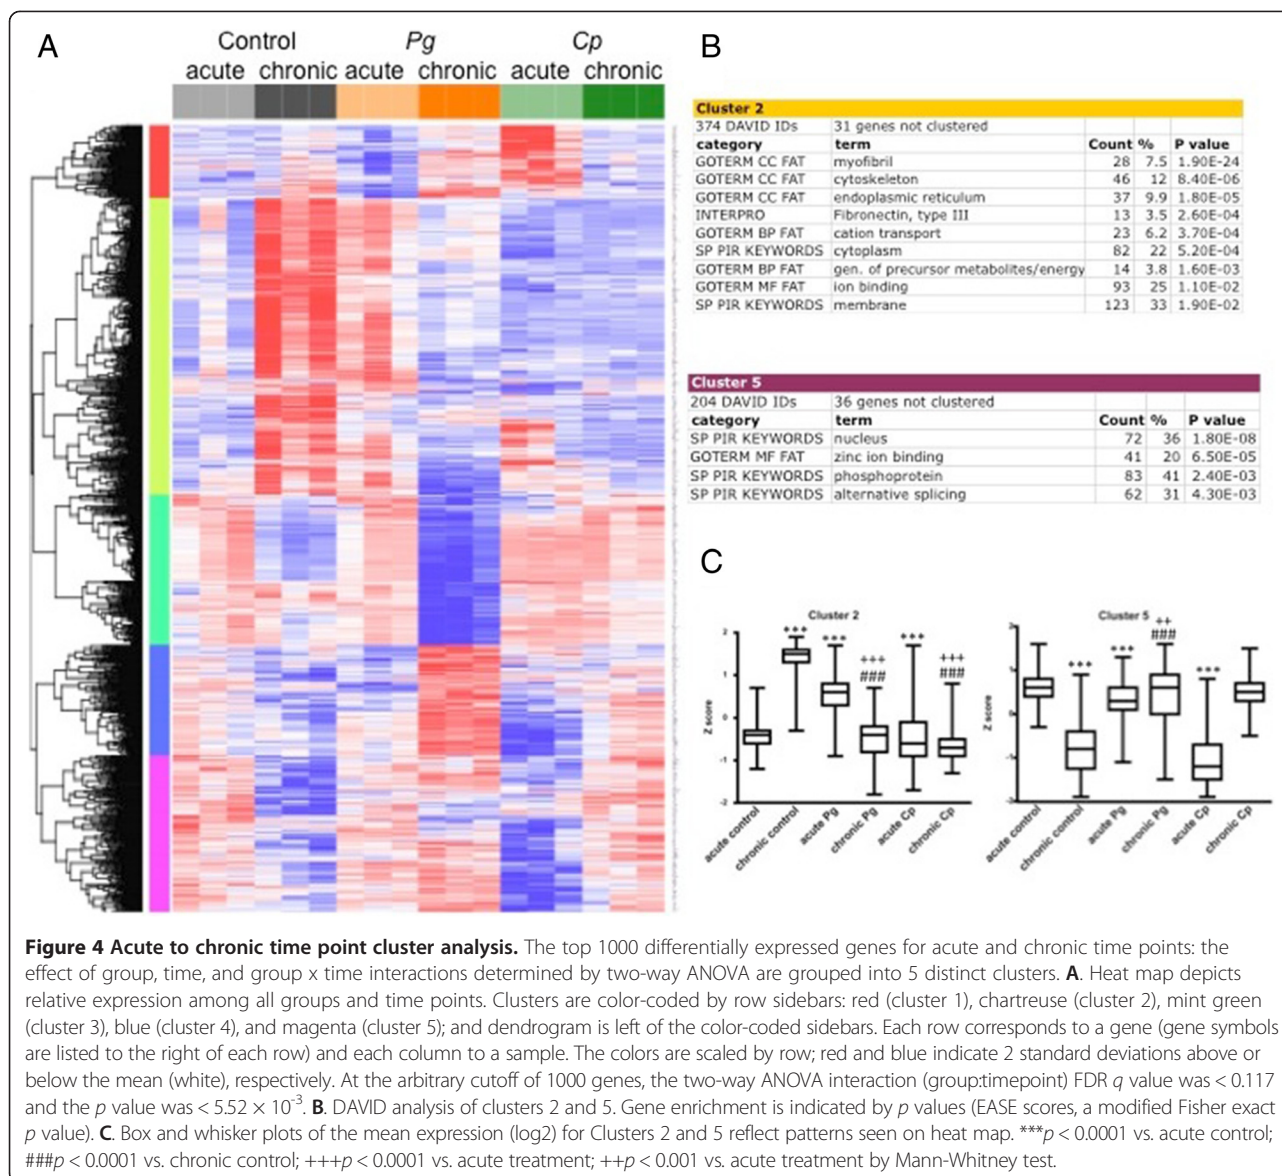 A
Control Pg Cp
acute chronic acute chronic acute chronic
B
Cluster 2
374 DAVID IDs 31 genes not clustered
category term Count % P value
GOTERM CC FAT myofibril 28 7.5 1.90E-24
GOTERM CC FAT cytoskeleton 46 12 8.40E-06
GOTERM CC FAT endoplasmic reticulum 37 9.9 1.80E-05
INTERPRO Fibronectin, type III 13 3.5 2.60E-04
GOTERM BP FAT cation transport 23 6.2 3.70E-04
SP PIR KEYWORDS cytoplasm 82 22 5.20E-04
GOTERM BP FAT gen. of precursor metabolites/energy 14 3.8 1.60E-03
GOTERM MF FAT ion binding 93 25 1.10E-02
SP PIR KEYWORDS membrane 123 33 1.90E-02
Cluster 5
204 DAVID IDs 36 genes not clustered
category term Count % P value
SP PIR KEYWORDS nucleus 72 36 1.80E-08
GOTERM MF FAT zinc ion binding 41 20 6.50E-05
SP PIR KEYWORDS phosphoprotein 83 41 2.40E-03
SP PIR KEYWORDS alternative splicing 62 31 4.30E-03
C
Cluster 2
2
1
0
-1
-2
Z score
*** *** +++ ### *** +++ ###
acute control chronic control acute Pg chronic Pg acute Cp chronic Cp
Cluster 5
2
1
0
-1
-2
Z score
*** *** ++ ### ***
acute control chronic control acute Pg chronic Pg acute Cp chronic Cp
Figure 4 Acute to chronic time point cluster analysis. The top 1000 differentially expressed genes for acute and chronic time points: the
effect of group, time, and group x time interactions determined by two-way ANOVA are grouped into 5 distinct clusters. A. Heat map depicts
relative expression among all groups and time points. Clusters are color-coded by row sidebars: red (cluster 1), chartreuse (cluster 2), mint green
(cluster 3), blue (cluster 4), and magenta (cluster 5); and dendrogram is left of the color-coded sidebars. Each row corresponds to a gene (gene symbols
are listed to the right of each row) and each column to a sample. The colors are scaled by row; red and blue indicate 2 standard deviations above or
below the mean (white), respectively. At the arbitrary cutoff of 1000 genes, the two-way ANOVA interaction (group:timepoint) FDR q value was < 0.117
and the p value was < 5.52 × 10-3. B. DAVID analysis of clusters 2 and 5. Gene enrichment is indicated by p values (EASE scores, a modified Fisher exact
p value). C. Box and whisker plots of the mean expression (log2) for Clusters 2 and 5 reflect patterns seen on heat map. ***p < 0.0001 vs. acute control;
###p < 0.0001 vs. chronic control; +++p < 0.0001 vs. acute treatment; ++p < 0.001 vs. acute treatment by Mann-Whitney test.